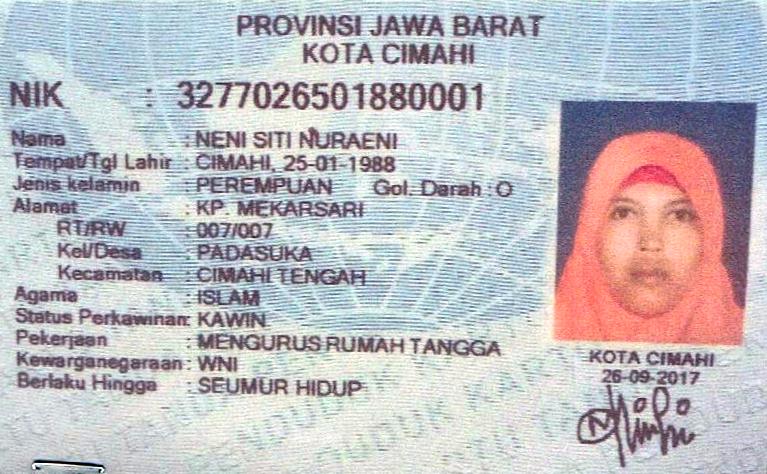 PROVINSI JAWA BARAT
KOTA CIMAHI
NIK : 3277026501880001
Nama : NENI SITI NURAENI
Tempat/Tgl Lahir : CIMAHI, 25-01-1988
Jenis kelamin : PEREMPUAN Gol. Darah : O
Alamat : KP. MEKARSARI
RT/RW : 007/007
Kel/Desa : PADASUKA
Kecamatan : CIMAHI TENGAH
Agama : ISLAM
Status Perkawinan: KAWIN
Pekerjaan : MENGURUS RUMAH TANGGA
Kewarganegaraan : WNI
Berlaku Hingga : SEUMUR HIDUP
KOTA CIMAHI
26-09-2017